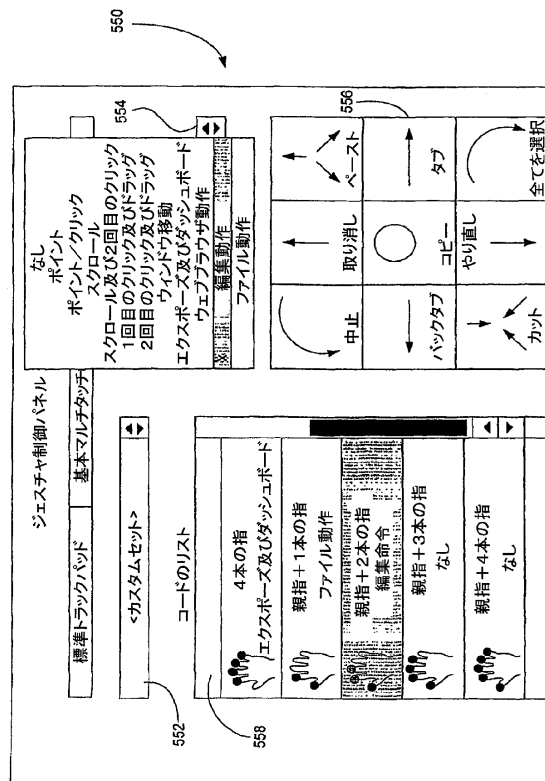 ジェスチャ制御パネル
標準トラックパッド
基本マルチタッチ
なし
ポイント
ポイント／クリック
スクロール
スクロール及び2回目のクリック
1回目のクリック及びドラッグ
2回目のクリック及びドラッグ
ウィンドウ移動
エクスポーズ及びダッシュボード
ウェブブラウザ動作
※編集動作
ファイル動作
554
550
552
<カスタムセット>
558
コードのリスト
4本の指
エクスポーズ及びダッシュボード
親指＋1本の指
ファイル動作
親指＋2本の指
編集命令
親指＋3本の指
なし
親指＋4本の指
なし
556
中止
取り消し
ペースト
バックタブ
コピー
タブ
カット
やり直し
全てを選択